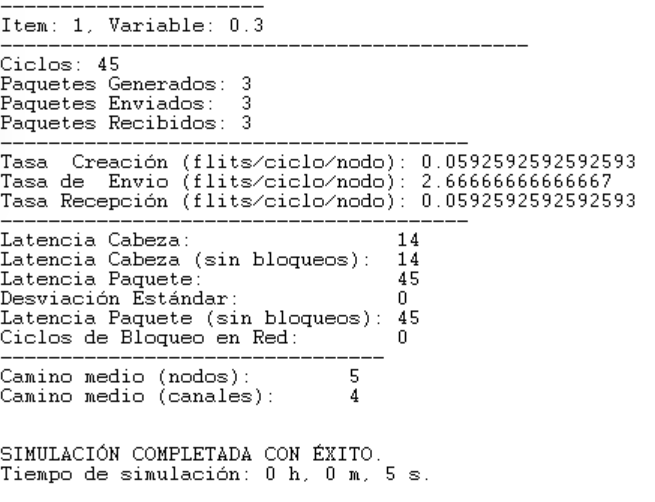 ----------------------
Item: 1, Variable: 0.3
--------------------------------------------
Ciclos: 45
Paquetes Generados: 3
Paquetes Enviados: 3
Paquetes Recibidos: 3
---------------------------------------
Tasa Creación (flits/ciclo/nodo): 0.0592592592592593
Tasa de Envio (flits/ciclo/nodo): 2.66666666666667
Tasa Recepción (flits/ciclo/nodo): 0.0592592592592593
---------------------------------------
Latencia Cabeza: 14
Latencia Cabeza (sin bloqueos): 14
Latencia Paquete: 45
Desviación Estándar: 0
Latencia Paquete (sin bloqueos): 45
Ciclos de Bloqueo en Red: 0
--------------------------------
Camino medio (nodos): 5
Camino medio (canales): 4
SIMULACIÓN COMPLETADA CON ÉXITO.
Tiempo de simulación: 0 h, 0 m, 5 s.